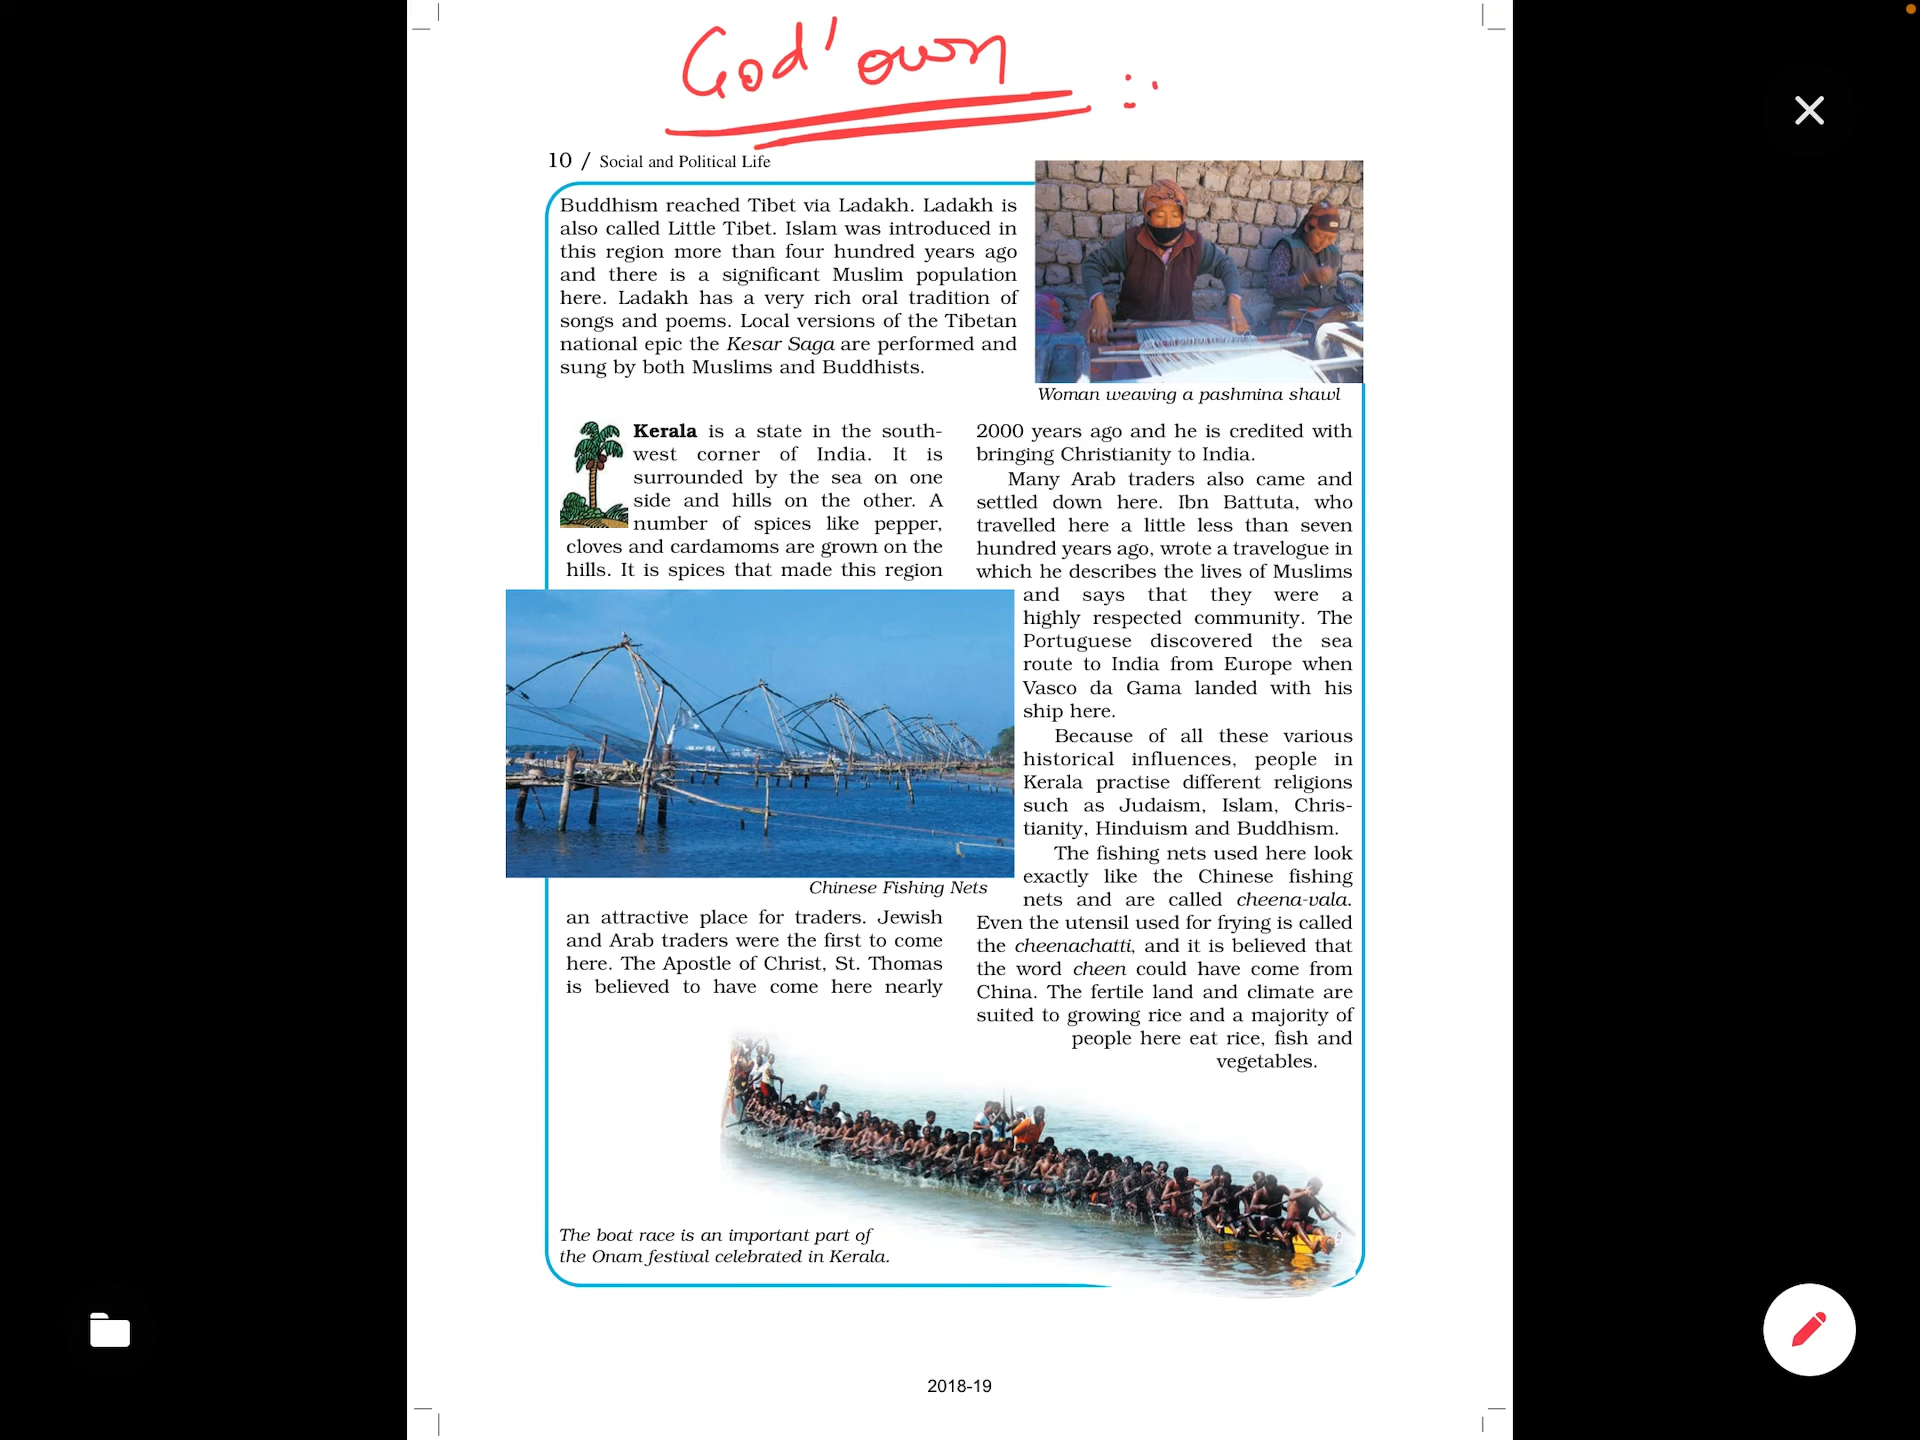 God' own
10 / Social and Political Life
Buddhism reached Tibet via Ladakh. Ladakh is
also called Little Tibet. Islam was introduced in
this region more than four hundred years ago
and there is a significant Muslim population
here. Ladakh has a very rich oral tradition of
songs and poems. Local versions of the Tibetan
national epic the Kesar Saga are performed and
sung by both Muslims and Buddhists.
Woman weaving a pashmina shawl
Kerala is a state in the south-
west corner of India. It is
surrounded by the sea on one
side and hills on the other. A
number of spices like pepper,
cloves and cardamoms are grown on the
hills. It is spices that made this region
Chinese Fishing Nets
an attractive place for traders. Jewish
and Arab traders were the first to come
here. The Apostle of Christ, St. Thomas
is believed to have come here nearly
2000 years ago and he is credited with
bringing Christianity to India.
Many Arab traders also came and
settled down here. Ibn Battuta, who
travelled here a little less than seven
hundred years ago, wrote a travelogue in
which he describes the lives of Muslims
and says that they were a
highly respected community. The
Portuguese discovered the sea
route to India from Europe when
Vasco da Gama landed with his
ship here.
Because of all these various
historical influences, people in
Kerala practise different religions
such as Judaism, Islam, Chris-
tianity, Hinduism and Buddhism.
The fishing nets used here look
exactly like the Chinese fishing
nets and are called cheena-vala.
Even the utensil used for frying is called
the cheenachatti, and it is believed that
the word cheen could have come from
China. The fertile land and climate are
suited to growing rice and a majority of
people here eat rice, fish and
vegetables.
The boat race is an important part of
the Onam festival celebrated in Kerala.
2018-19